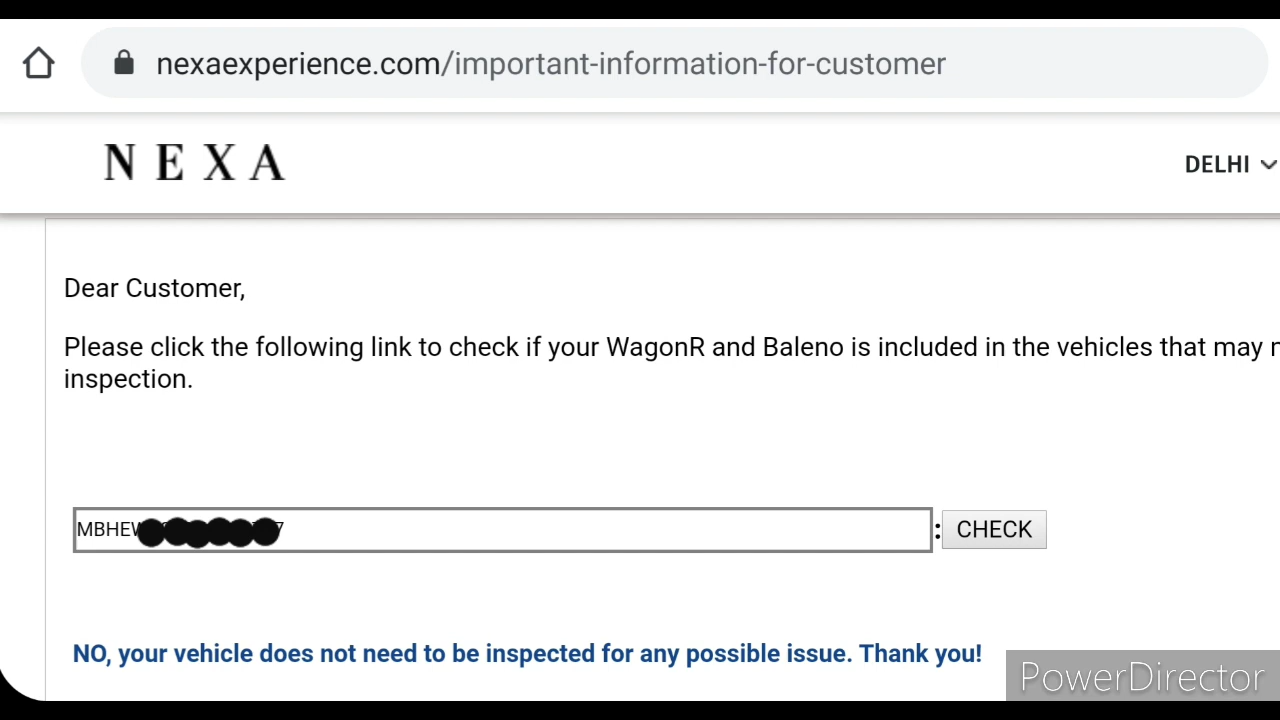 nexaexperience.com/important-information-for-customer
NEXA
DELHI
Dear Customer,
Please click the following link to check if your WagonR and Baleno is included in the vehicles that may
inspection.
MBHEW
: CHECK
NO, your vehicle does not need to be inspected for any possible issue. Thank you!
PowerDirector